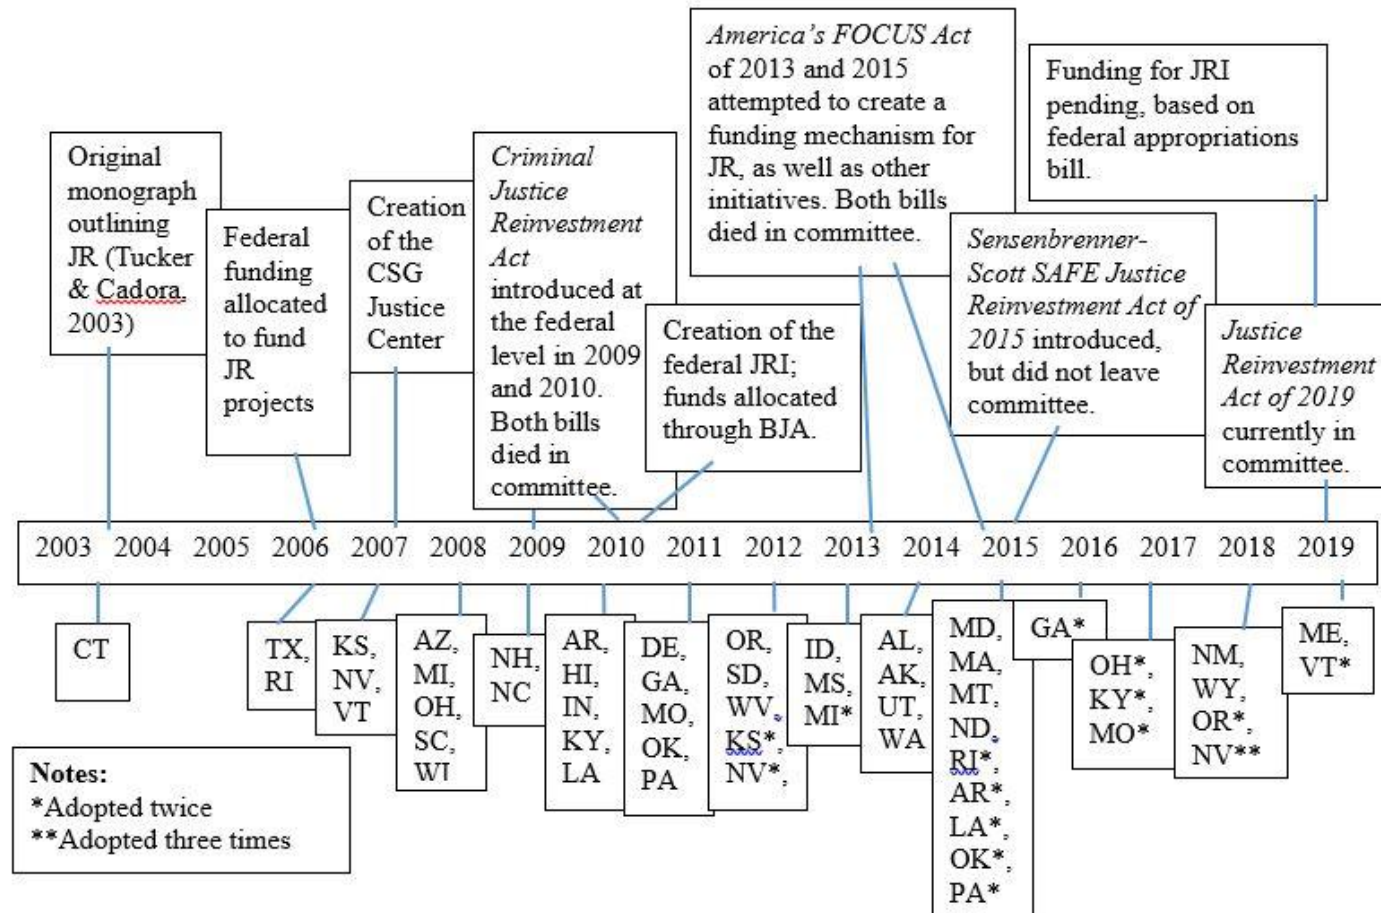 Original
monograph
outlining
JR (Tucker
& Cadora,
2003)
Federal
funding
allocated
to fund
JR
projects
Creation
of the
CSG
Justice
Center
Criminal
Justice
Reinvestment
Act
introduced at
the federal
level in 2009
and 2010.
Both bills
died in
committee.
Creation of the
federal JRI;
funds allocated
through BJA.
America's FOCUS Act
of 2013 and 2015
attempted to create a
funding mechanism for
JR, as well as other
initiatives. Both bills
died in committee.
Sensenbrenner-
Scott SAFE Justice
Reinvestment Act of
2015 introduced,
but did not leave
committee.
Funding for JRI
pending, based on
federal appropriations
bill.
Justice
Reinvestment
Act of 2019
currently in
committee.
2003 2004 2005 2006 2007 2008 2009 2010 2011 2012 2013 2014 2015 2016 2017 2018 2019
CT
TX,
RI
KS,
NV,
VT
AZ,
MI,
OH,
SC,
WI
NH,
NC
AR,
HI,
IN,
KY,
LA
DE,
GA,
MO,
OK,
PA
OR,
SD,
WV,
KS*,
NV*,
ID,
MS,
MI*
AL,
AK,
UT,
WA
MD,
MA,
MT,
ND,
RI*,
AR*,
LA*,
OK*,
PA*
GA*
OH*,
KY*,
MO*
NM,
WY,
OR*,
NV**
ME,
VT*
Notes:
*Adopted twice
**Adopted three times